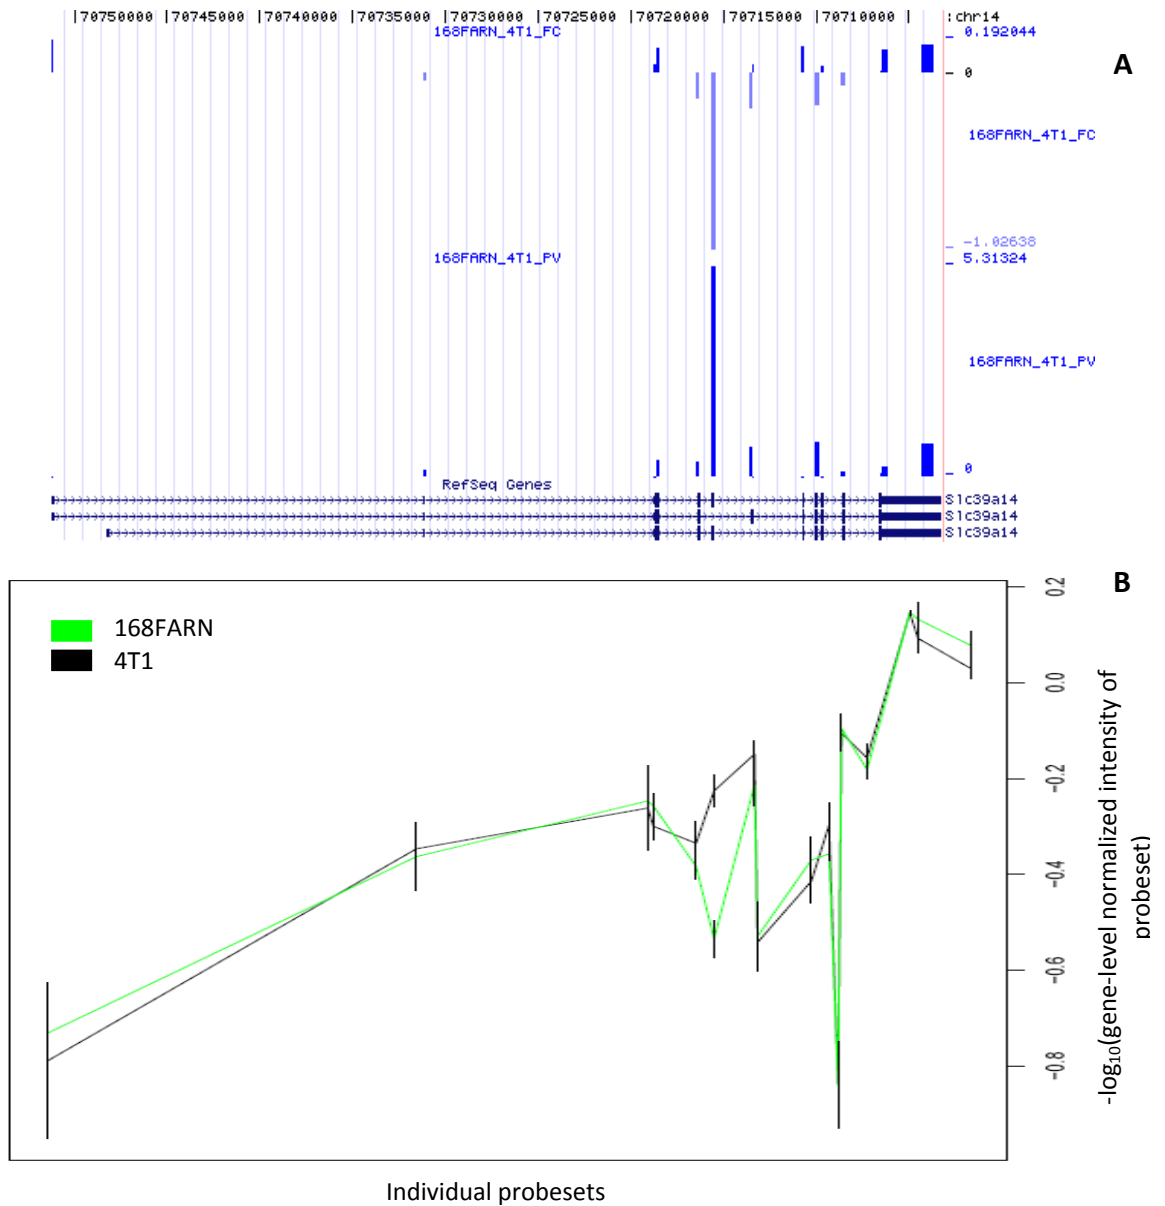 |70750000 |70745000 |70740000 |70735000 |70730000 |70725000 |70720000 |70715000 |70710000 | :chr14
168FARN_4T1_FC
0.192044
A
0
168FARN_4T1_FC
-1.02638
168FARN_4T1_PV
5.31324
168FARN_4T1_PV
0
RefSeq Genes
Slc39a14
Slc39a14
Slc39a14
B
168FARN
4T1
0.2
0.0
-0.2
-0.4
-0.6
-0.8
-log10(gene-level normalized intensity of
probeset)
Individual probesets